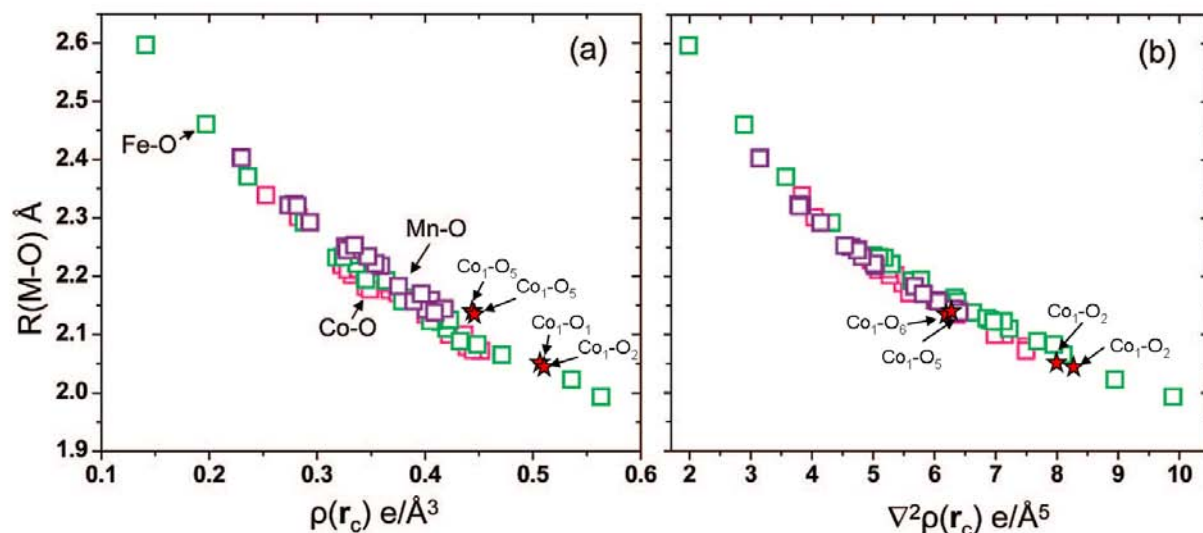 (a)
2.6
2.5
2.4
2.3
2.2
2.1
2.0
1.9
R(M-O) Å
Fe-O
Mn-O
Co-O
Co₁-O₅
Co₁-O₅
Co₁-O₁
Co₁-O₂
0.1 0.2 0.3 0.4 0.5 0.6
ρ(r_c) e/Å³
(b)
Co₁-O₆
Co₁-O₅
Co₁-O₂
Co₁-O₂
2 3 4 5 6 7 8 9 10
∇²ρ(r_c) e/Å⁵